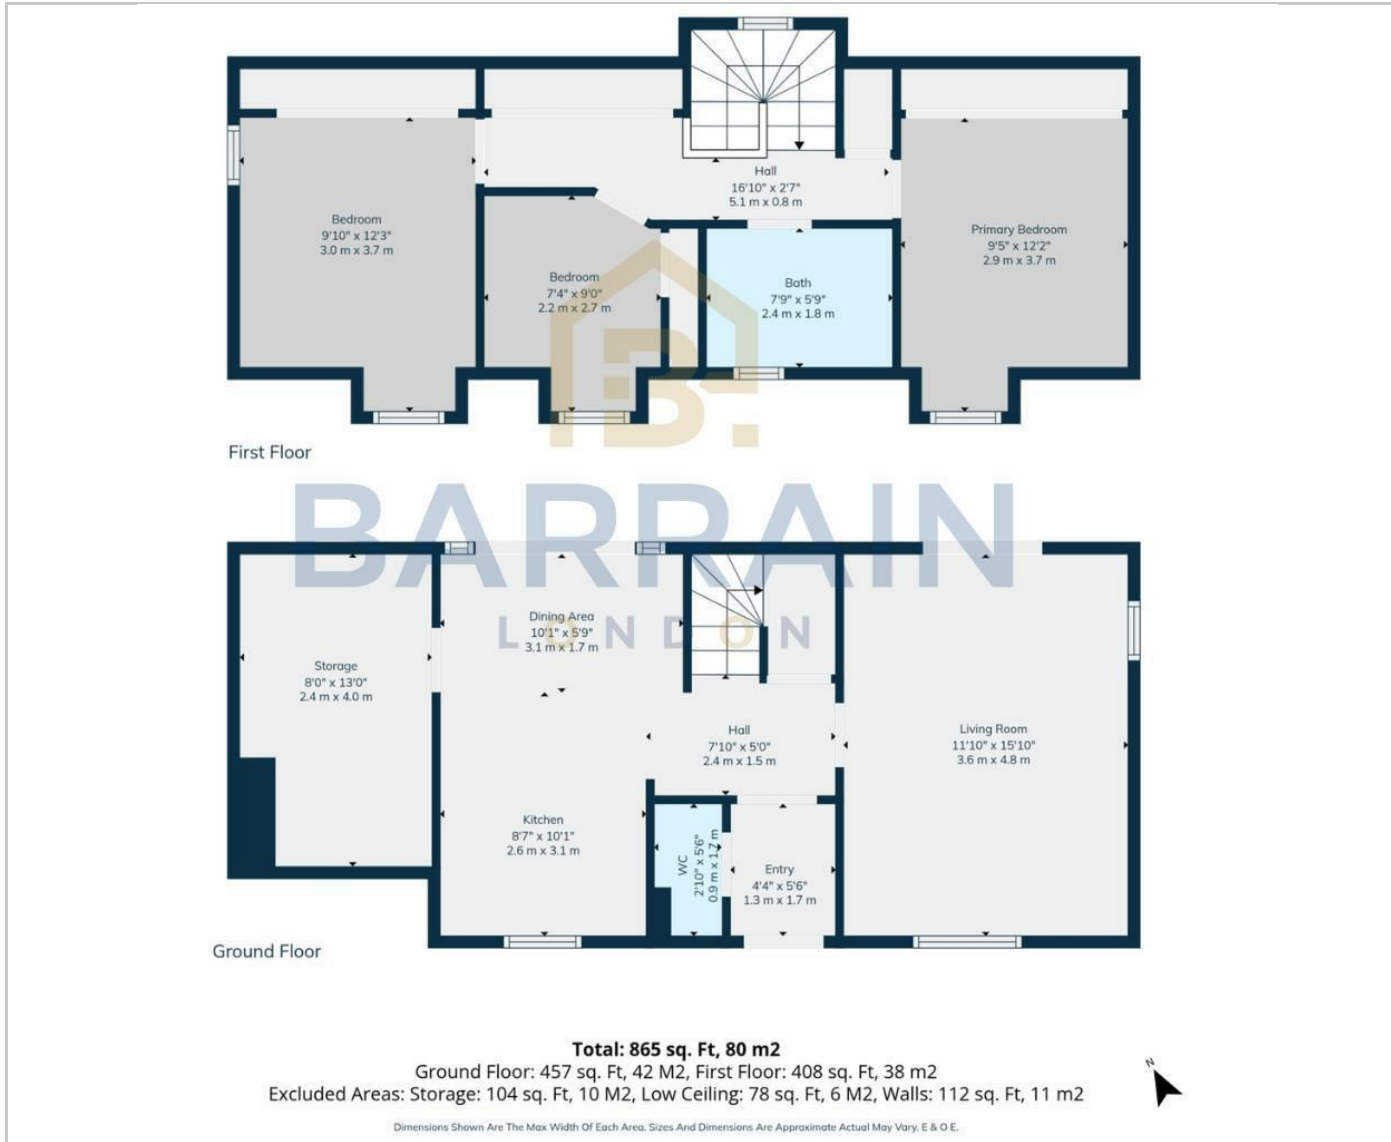 Hall
16'10" x 2'7"
5.1 m x 0.8 m
Bedroom
9'10" x 12'3"
3.0 m x 3.7 m
Primary Bedroom
9'5" x 12'2"
2.9 m x 3.7 m
Bedroom
7'4" x 9'0"
2.2 m x 2.7 m
Bath
7'9" x 5'9"
2.4 m x 1.8 m
B.
First Floor
BARRAIN
LONDON
Dining Area
10'1" x 5'9"
3.1 m x 1.7 m
Storage
8'0" x 13'0"
2.4 m x 4.0 m
Hall
7'10" x 5'0"
2.4 m x 1.5 m
Living Room
11'10" x 15'10"
3.6 m x 4.8 m
Kitchen
8'7" x 10'1"
2.6 m x 3.1 m
WC
2'10" x 5'6"
0.9 m x 1.7 m
Entry
4'4" x 5'6"
1.3 m x 1.7 m
Ground Floor
Total: 865 sq. Ft, 80 m2
Ground Floor: 457 sq. Ft, 42 M2, First Floor: 408 sq. Ft, 38 m2
Excluded Areas: Storage: 104 sq. Ft, 10 M2, Low Ceiling: 78 sq. Ft, 6 M2, Walls: 112 sq. Ft, 11 m2
N
Dimensions Shown Are The Max Width Of Each Area. Sizes And Dimensions Are Approximate Actual May Vary. E & O E.